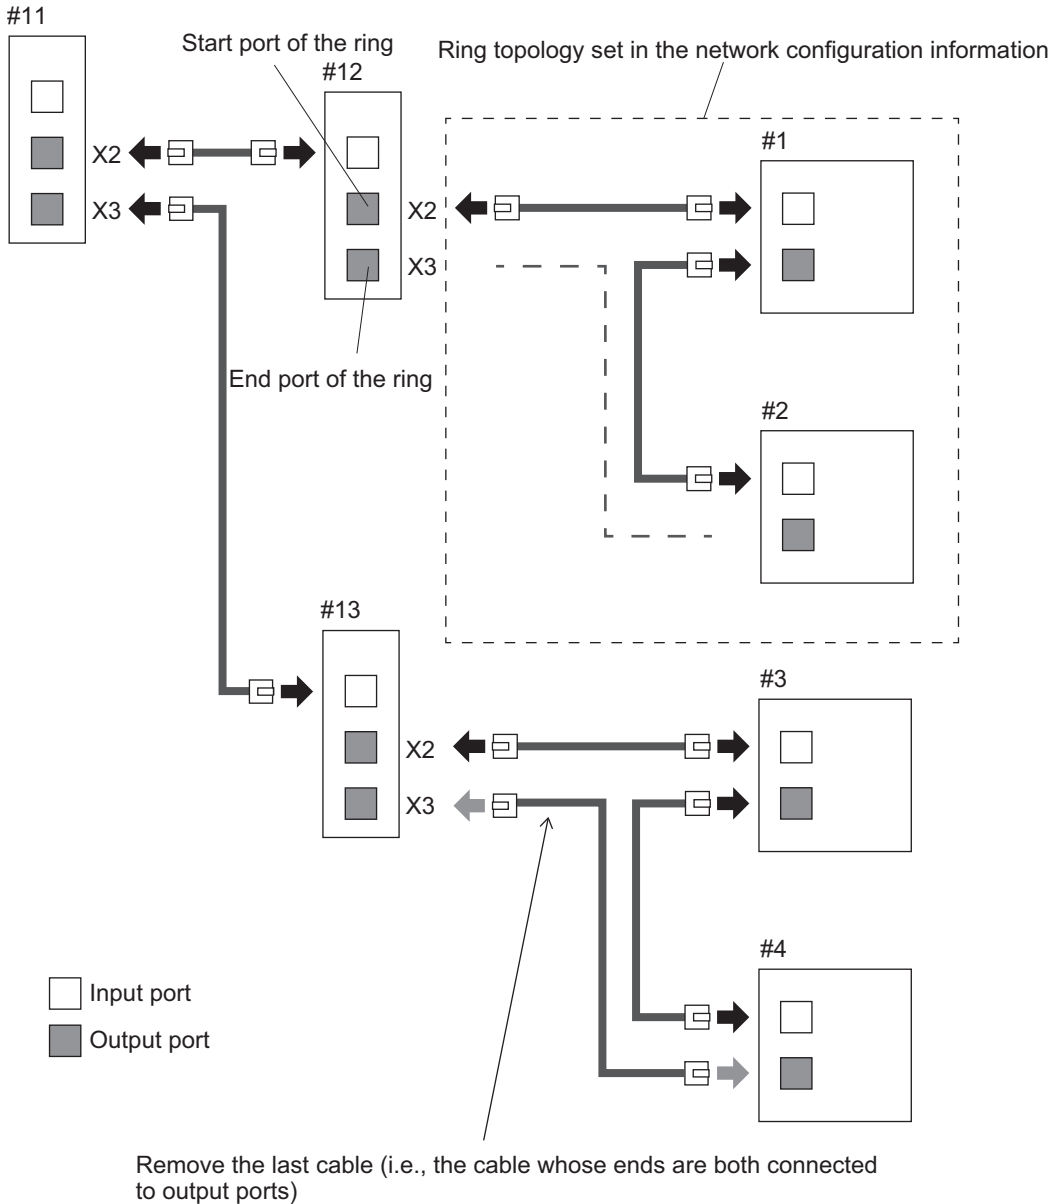 #11
Start port of the ring
Ring topology set in the network configuration information
#12
#1
X2
X3
X2
X3
End port of the ring
#2
#13
#3
X2
X3
#4
Input port
Output port
Remove the last cable (i.e., the cable whose ends are both connected
to output ports)